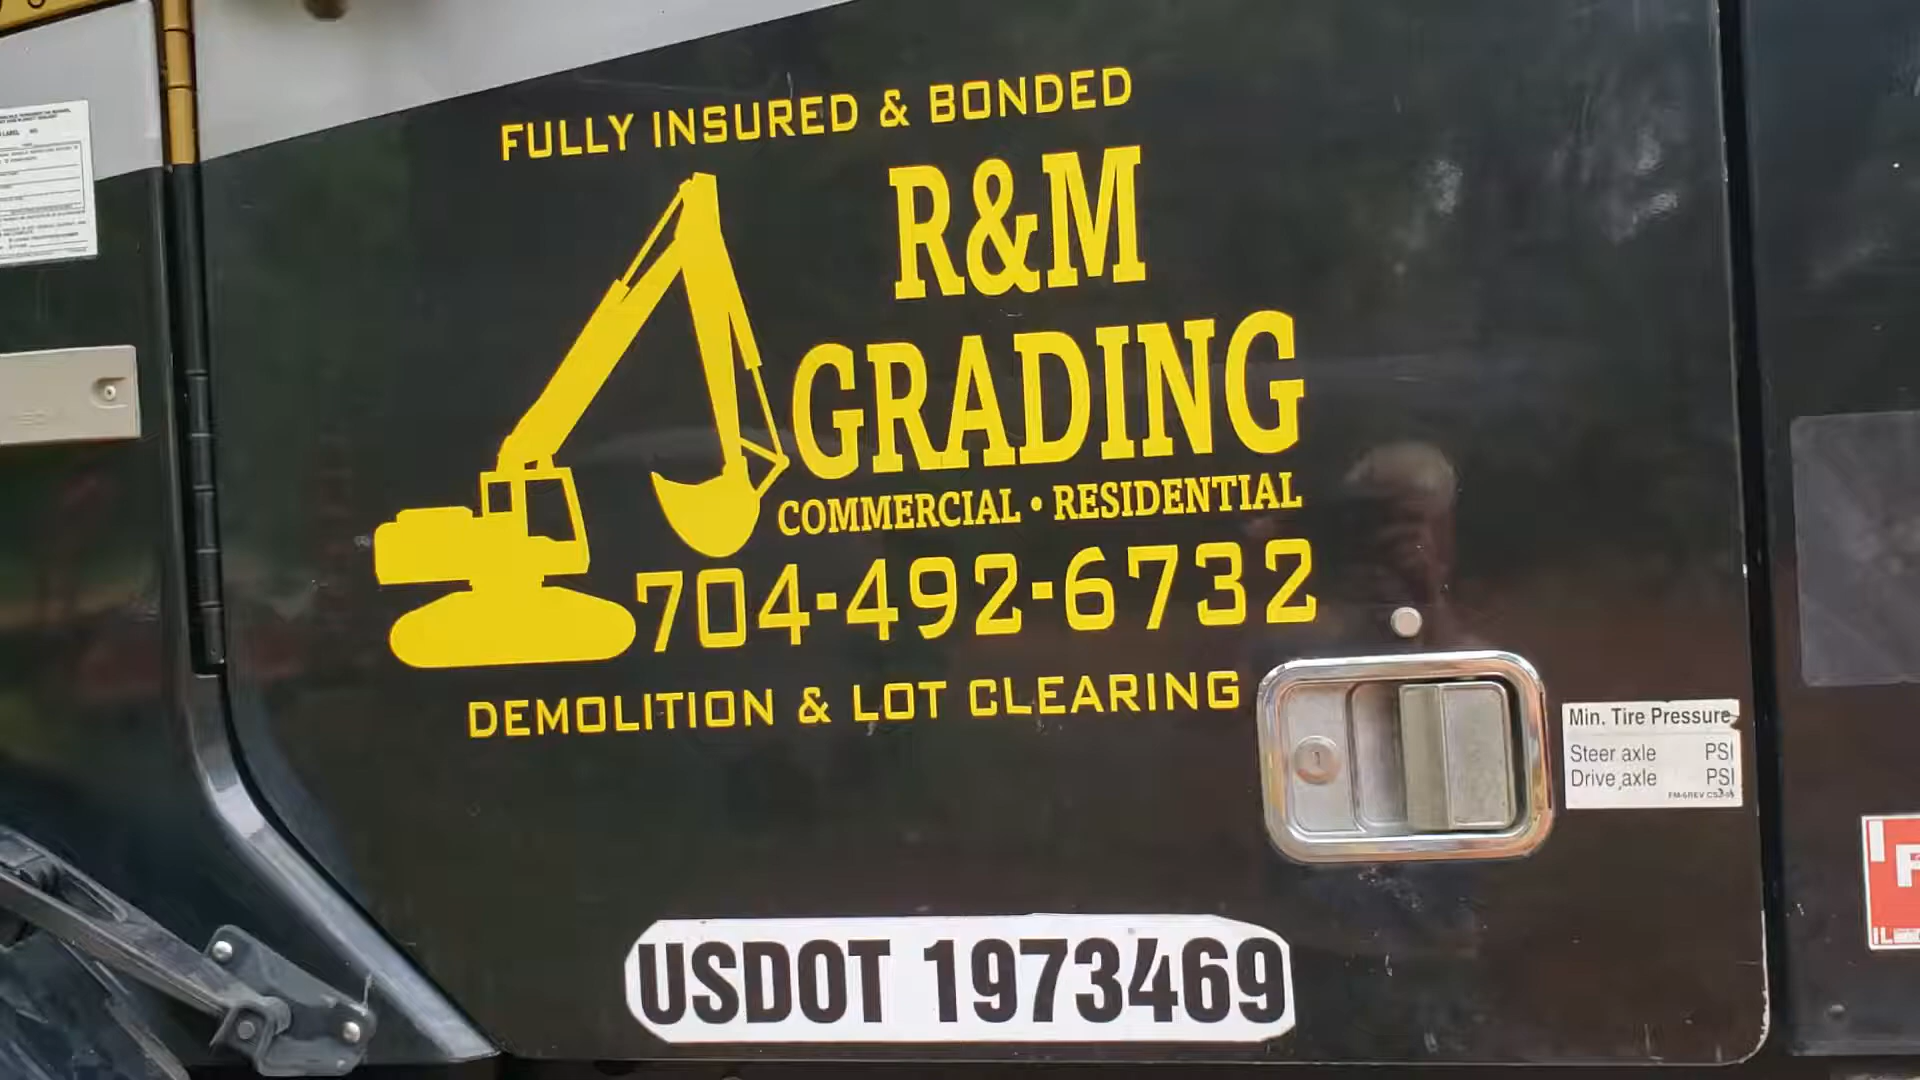 FULLY INSURED & BONDED
R&M
GRADING
COMMERCIAL • RESIDENTIAL
704-492-6732
DEMOLITION & LOT CLEARING
Min. Tire Pressure
Steer axle PSI
Drive axle PSI
USDOT 1973469